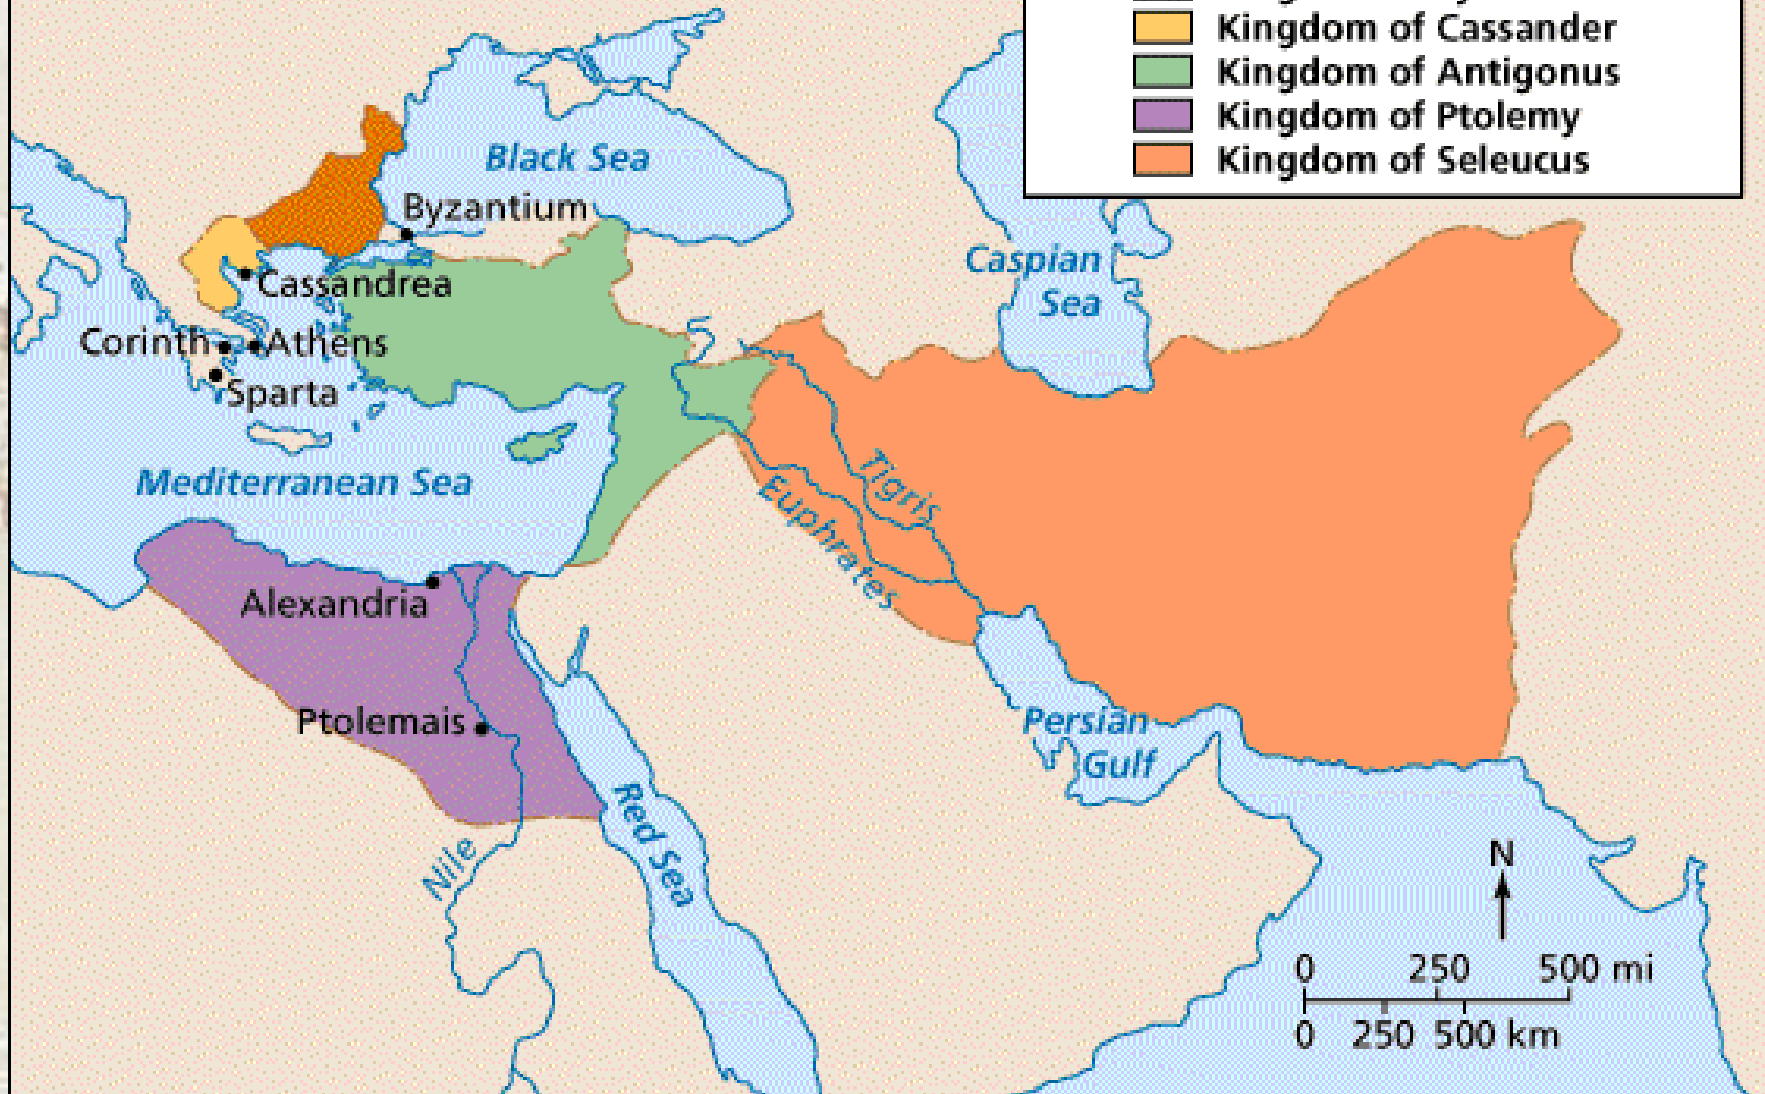 Kingdom of Cassander
Kingdom of Antigonus
Kingdom of Ptolemy
Kingdom of Seleucus
Black Sea
Byzantium
Caspian
Sea
Cassandrea
Corinth
Athens
Sparta
Mediterranean Sea
Tigris
Euphrates
Alexandria
Ptolemais
Persian
Gulf
Red Sea
Nile
N
0 250 500 mi
0 250 500 km